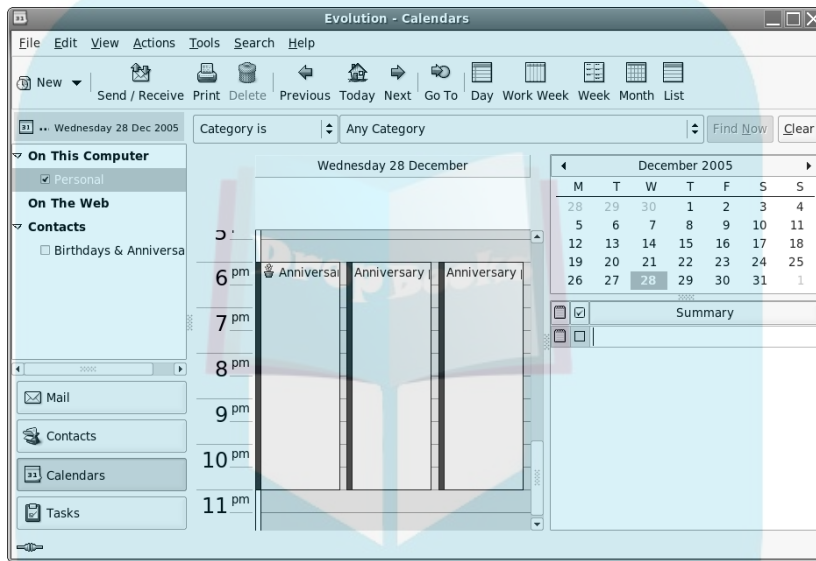 Evolution - Calendars
File Edit View Actions Tools Search Help
New
Send / Receive Print Delete Previous Today Next Go To Day Work Week Week Month List
31 ... Wednesday 28 Dec 2005
Category is Any Category Find Now Clear
On This Computer
Personal
On The Web
Contacts
Birthdays & Anniversa
Mail
Contacts
31 Calendars
Tasks
Wednesday 28 December
6 pm Anniversar Anniversary Anniversary
7 pm
8 pm
9 pm
10 pm
11 pm
Drop Books
December 2005
M T W T F S S
28 29 30 1 2 3 4
5 6 7 8 9 10 11
12 13 14 15 16 17 18
19 20 21 22 23 24 25
26 27 28 29 30 31 1
Summary